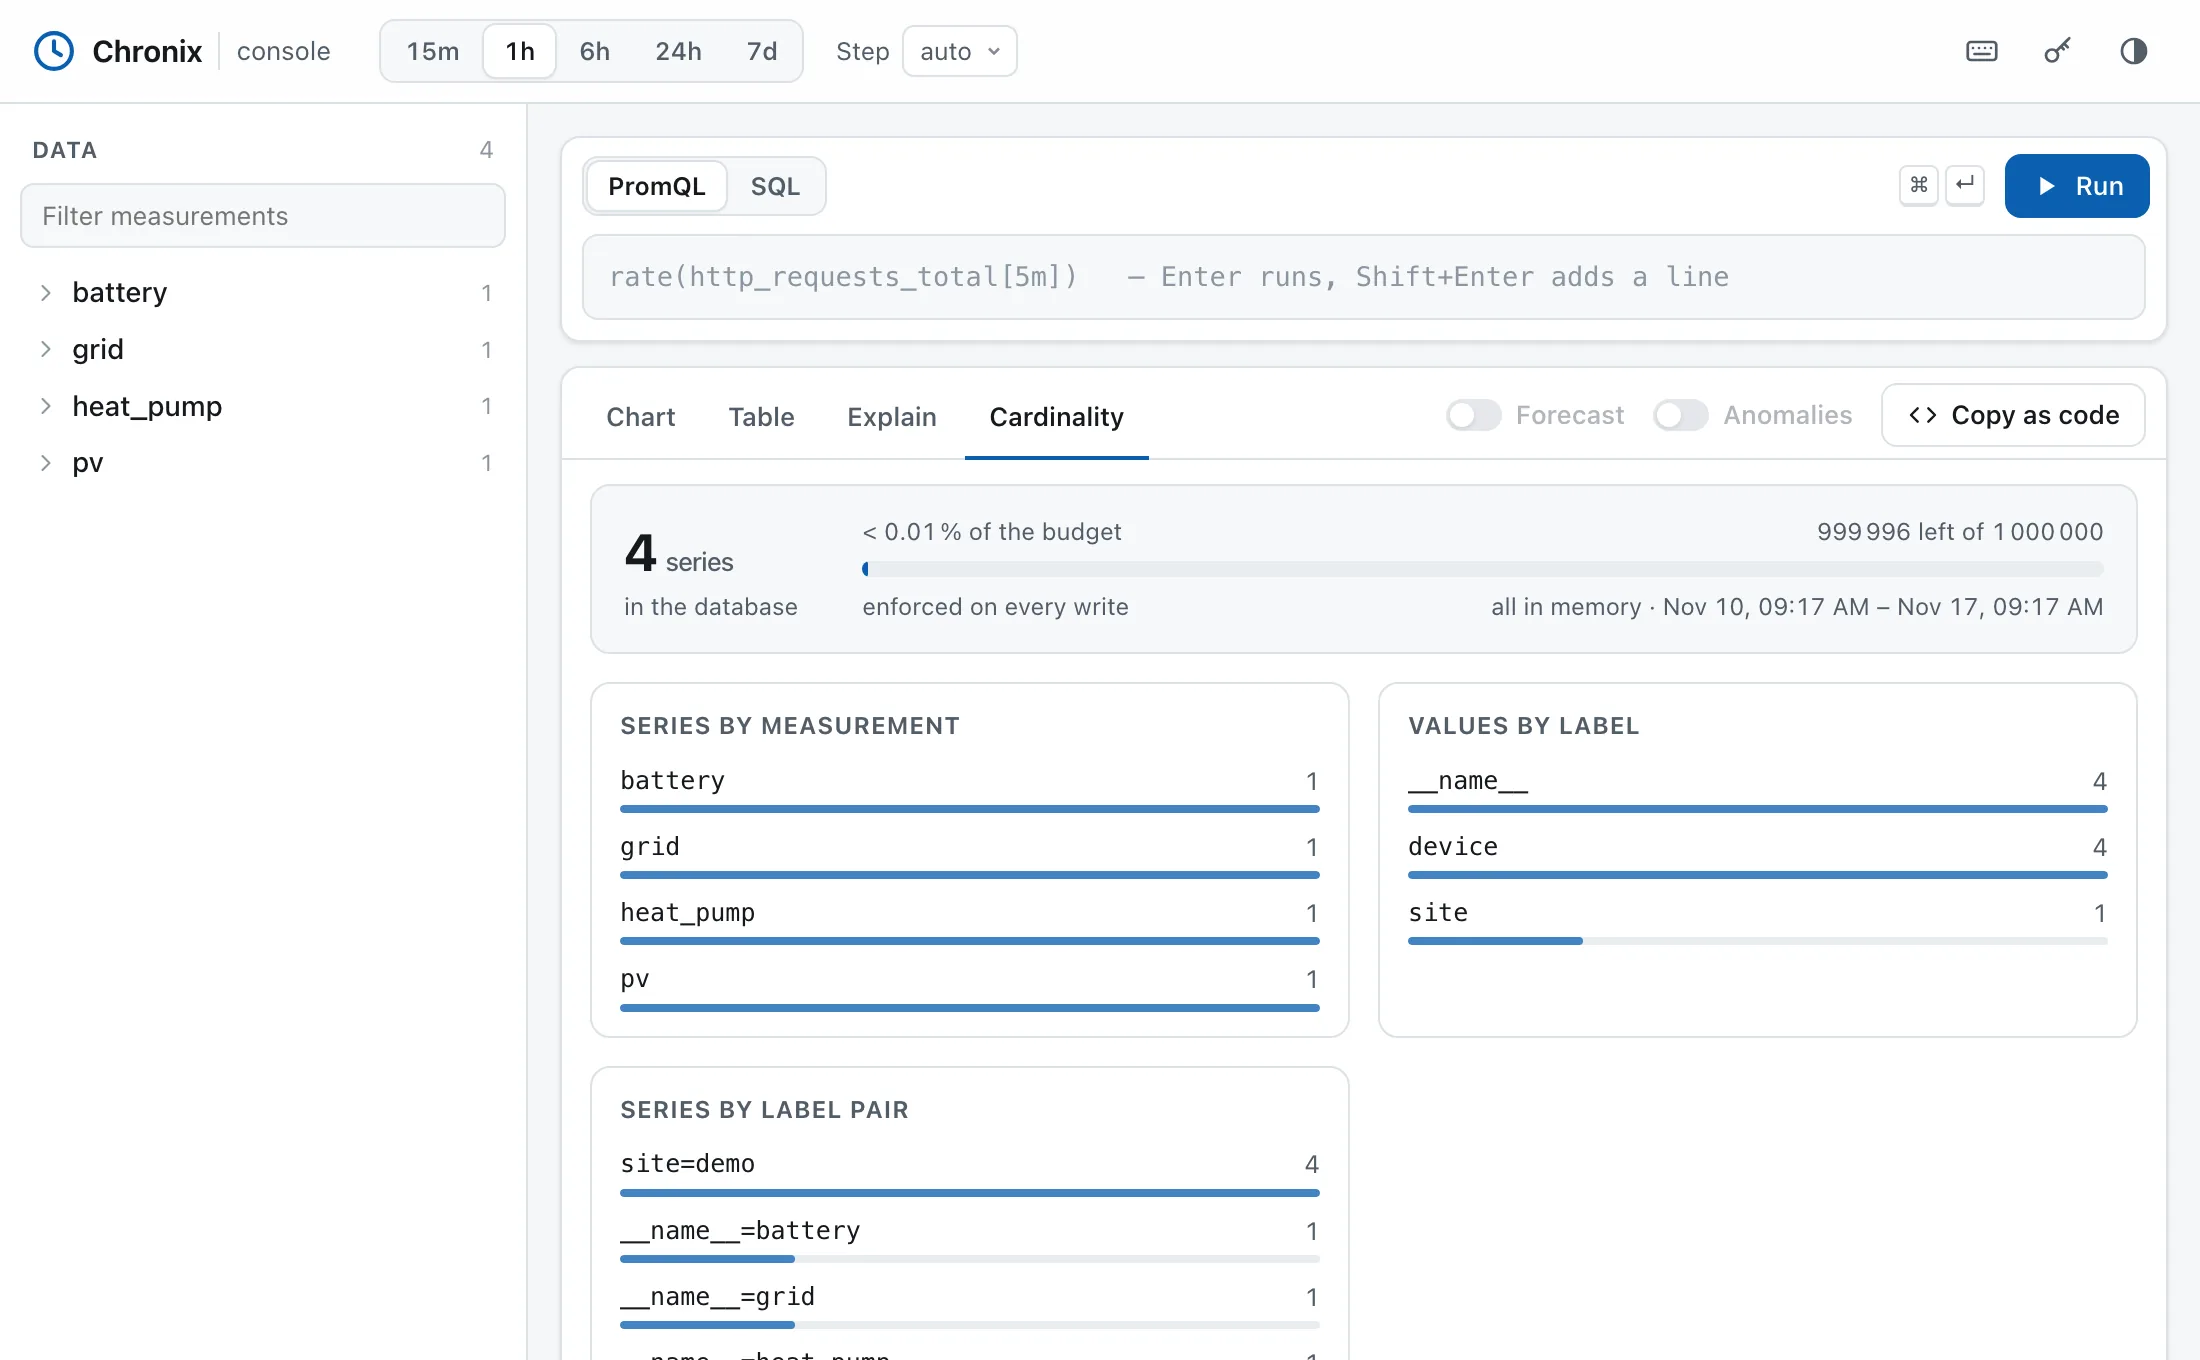 Chronix console 15m 1h 6h 24h 7d Step auto
DATA 4
Filter measurements
battery 1
grid 1
heat_pump 1
pv 1
PromQL SQL ⌘ ↵ Run
rate(http_requests_total[5m]) — Enter runs, Shift+Enter adds a line
Chart Table Explain Cardinality Forecast Anomalies <> Copy as code
4 series
in the database
< 0.01 % of the budget 999 996 left of 1 000 000
enforced on every write all in memory · Nov 10, 09:17 AM – Nov 17, 09:17 AM
SERIES BY MEASUREMENT
battery 1
grid 1
heat_pump 1
pv 1
VALUES BY LABEL
__name__ 4
device 4
site 1
SERIES BY LABEL PAIR
site=demo 4
__name__=battery 1
__name__=grid 1
__name__=heat_pump 1